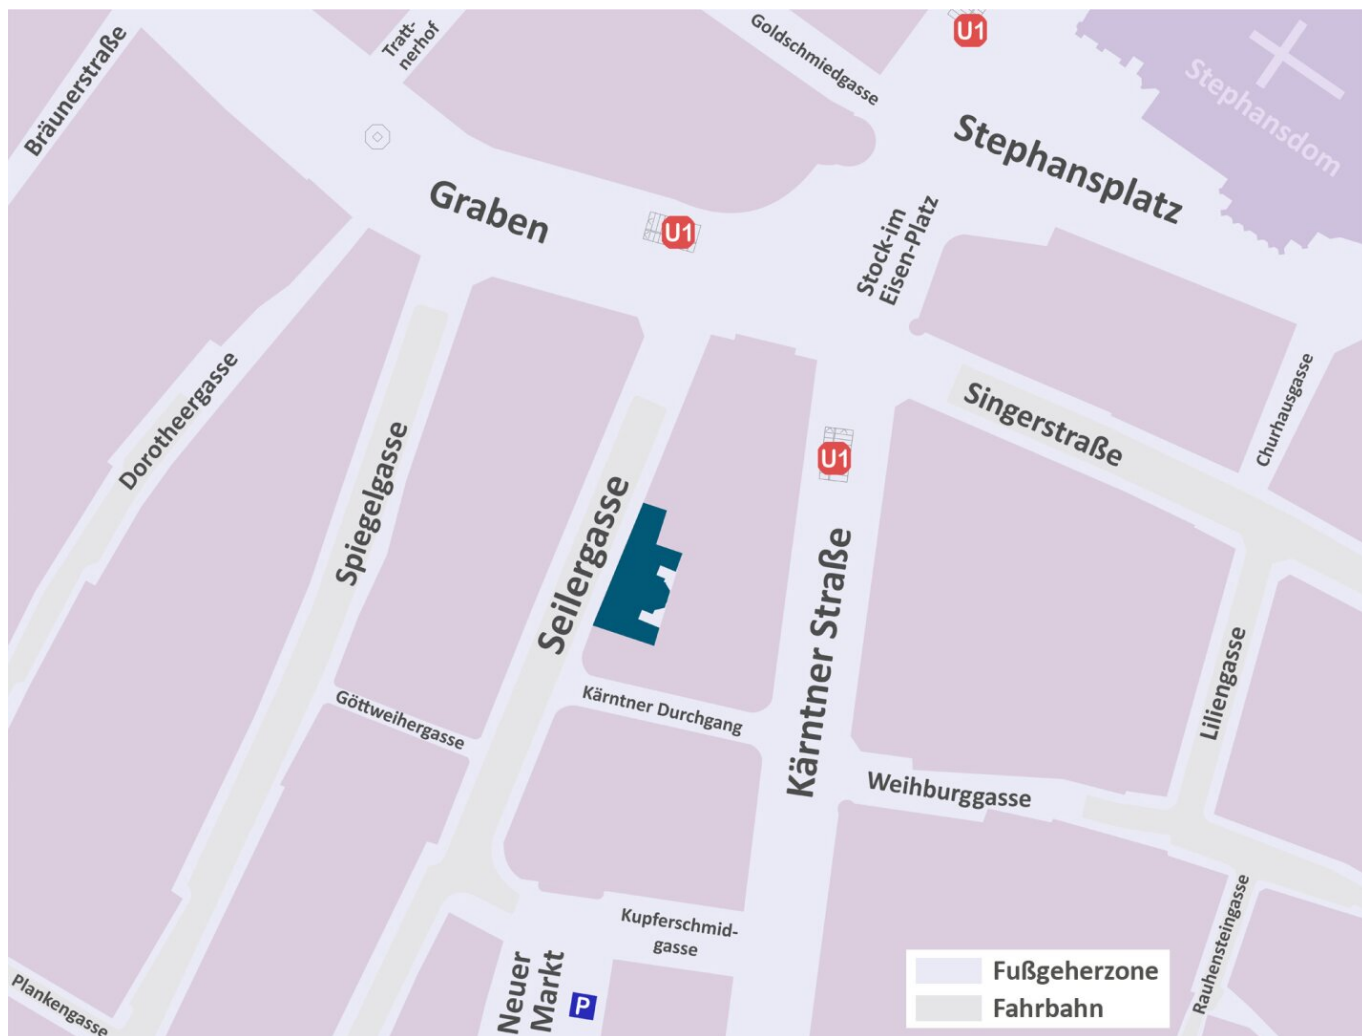 Bräunerstraße
Tratt-
nerhof
Goldschmiedgasse
U1
Stephansdom
Stephansplatz
Graben
U1
Stock-im
Eisen-Platz
Dorotheergasse
Spiegelgasse
Seilergasse
U1
Kärntner Straße
Singerstraße
Churhausgasse
Liliengasse
Göttweihergasse
Kärntner Durchgang
Weihburggasse
Kupferschmid-
gasse
Rauhensteingasse
Plankengasse
Neuer
Markt
P
Fußgeherzone
Fahrbahn